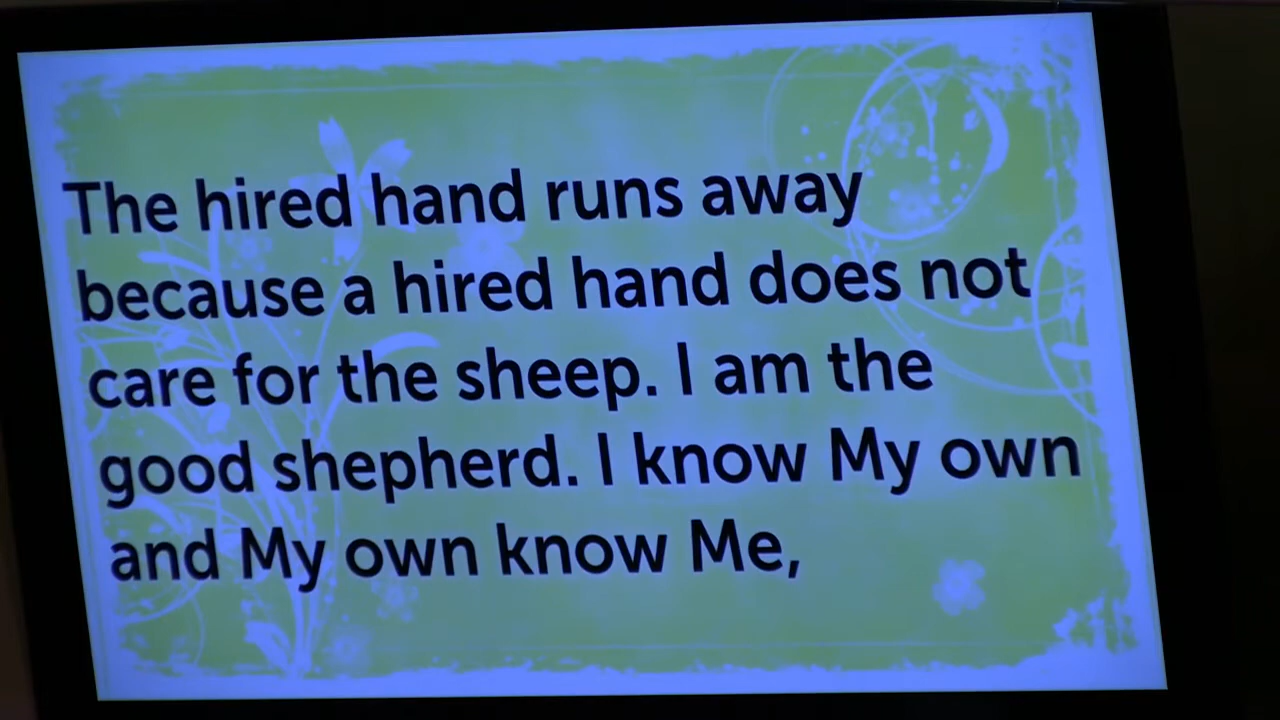 The hired hand runs away
because a hired hand does not
care for the sheep. I am the
good shepherd. I know My own
and My own know Me,